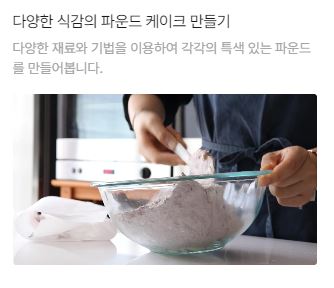 다양한 식감의 파운드 케이크 만들기
다양한 재료와 기법을 이용하여 각각의 특색 있는 파운드
를 만들어봅니다.